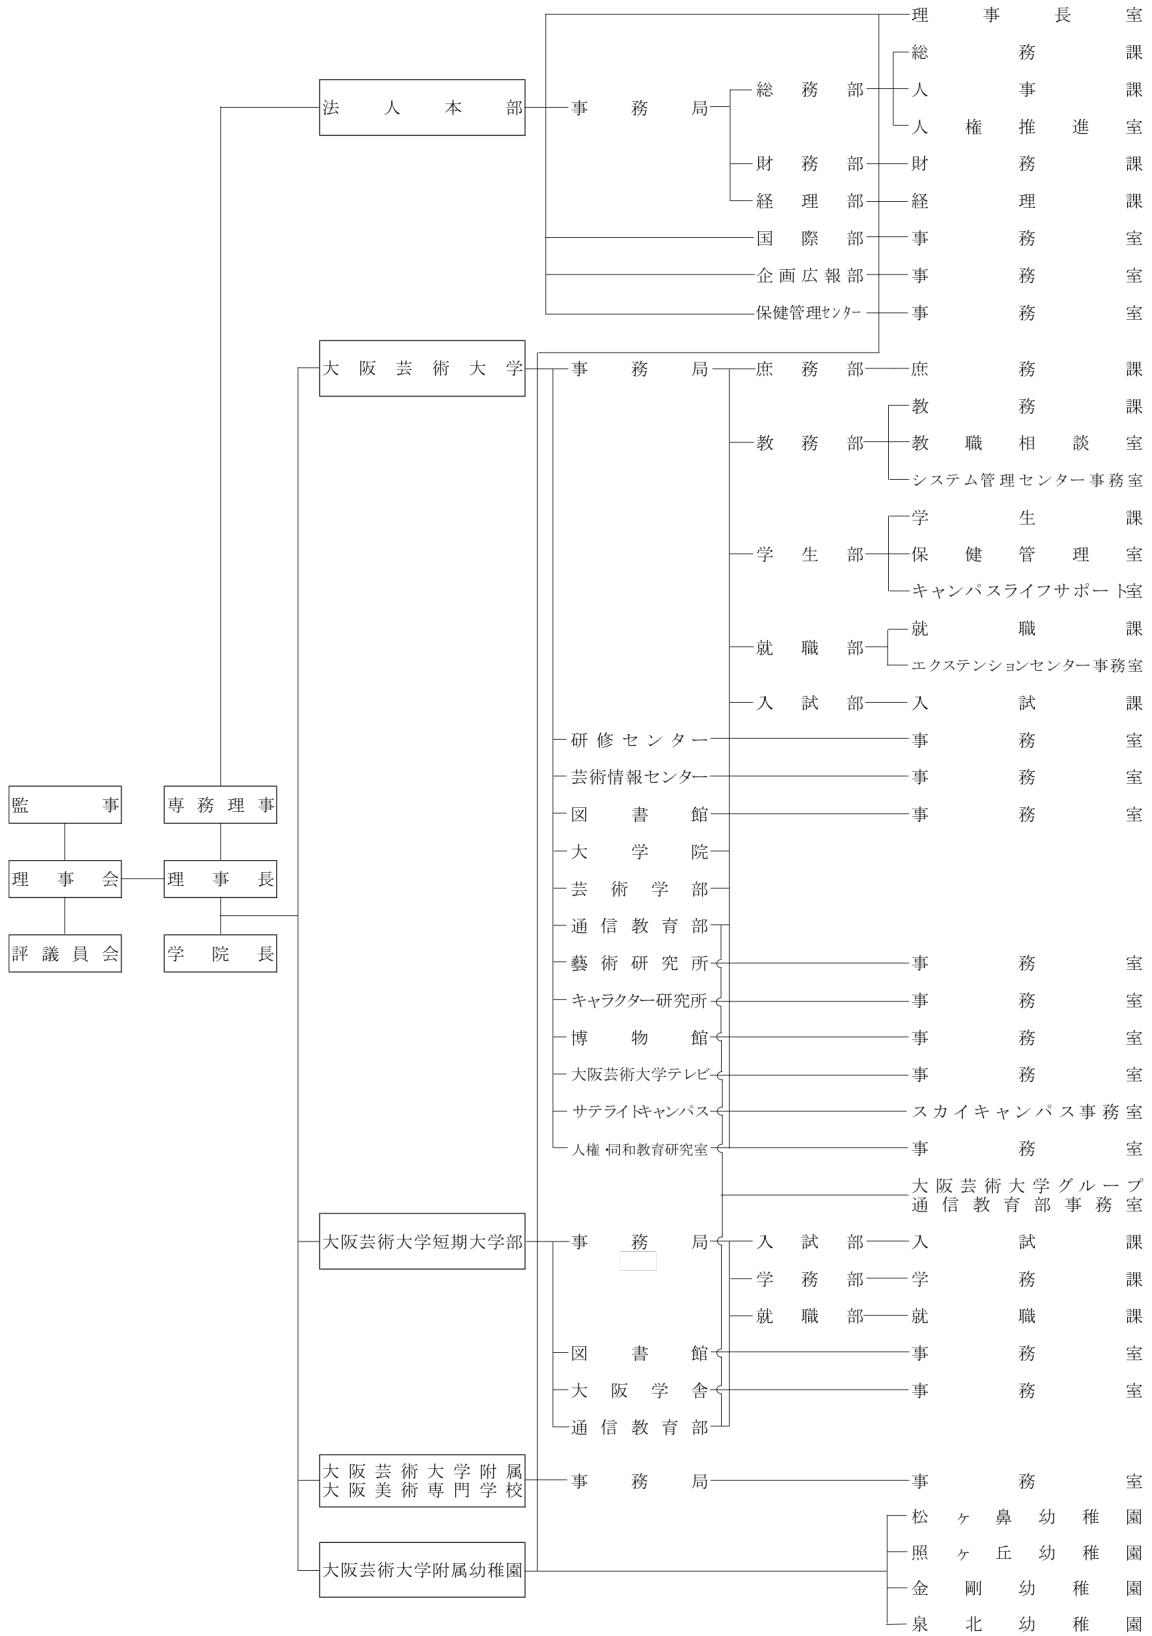 理事長室
総務課
法人本部 事務局 総務部 人事課
人権推進室
財務部 財務課
経理部 経理課
国際部 事務室
企画広報部 事務室
保健管理センター 事務室
大阪芸術大学 事務局 庶務部 庶務課
教務課
教務部 教職相談室
システム管理センター事務室
学生課
学生部 保健管理室
キャンパスライフサポート室
就職課
就職部
エクステンションセンター事務室
入試部 入試課
研修センター 事務室
芸術情報センター 事務室
監事 専務理事 図書館 事務室
大学院
理事会 理事長 芸術学部
通信教育部
評議員会 学院長 藝術研究所 事務室
キャラクター研究所 事務室
博物館 事務室
大阪芸術大学テレビ 事務室
サテライトキャンパス スカイキャンパス事務室
人権・同和教育研究室 事務室
大阪芸術大学グループ
通信教育部事務室
大阪芸術大学短期大学部 事務局 入試部 入試課
学務部 学務課
就職部 就職課
図書館 事務室
大阪学舎 事務室
通信教育部
大阪芸術大学附属
大阪美術専門学校 事務局 事務室
松ヶ鼻幼稚園
照ヶ丘幼稚園
大阪芸術大学附属幼稚園
金剛幼稚園
泉北幼稚園